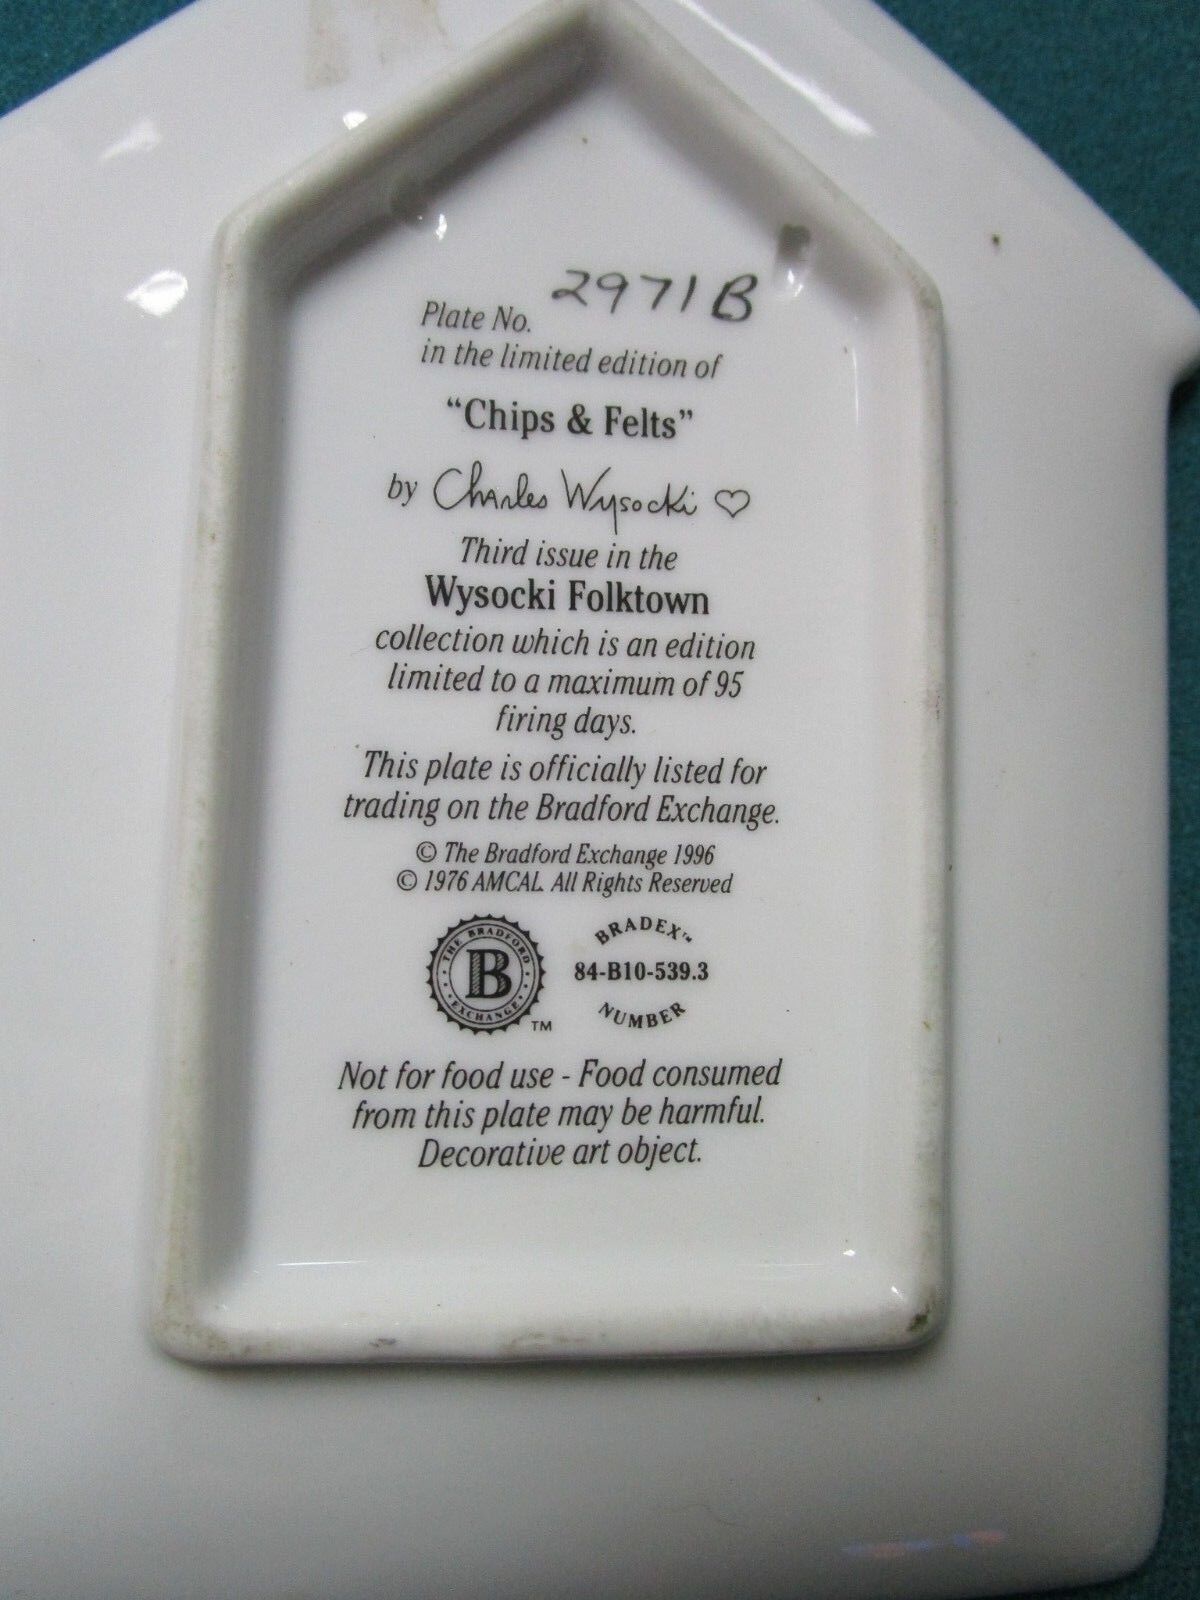 2971B
Plate No.
in the limited edition of
“Chips & Felts”
by Charles Wysocki ♡
Third issue in the
Wysocki Folktown
collection which is an edition
limited to a maximum of 95
firing days.
This plate is officially listed for
trading on the Bradford Exchange.
© The Bradford Exchange 1996
© 1976 AMCAL. All Rights Reserved
THE BRADFORD
B
EXCHANGE
TM
BRADEX™
84-B10-539.3
NUMBER
Not for food use - Food consumed
from this plate may be harmful.
Decorative art object.